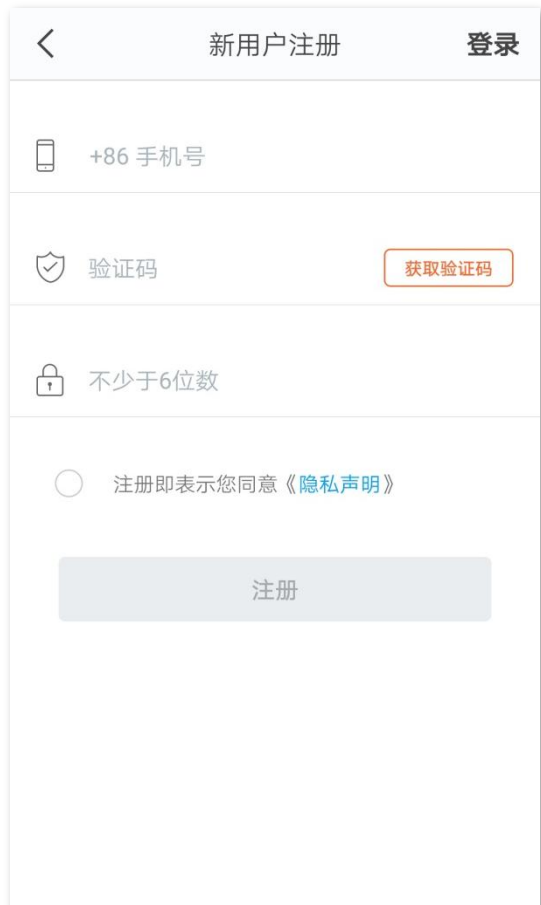 新用户注册 登录
+86 手机号
验证码 获取验证码
不少于6位数
注册即表示您同意《隐私声明》
注册